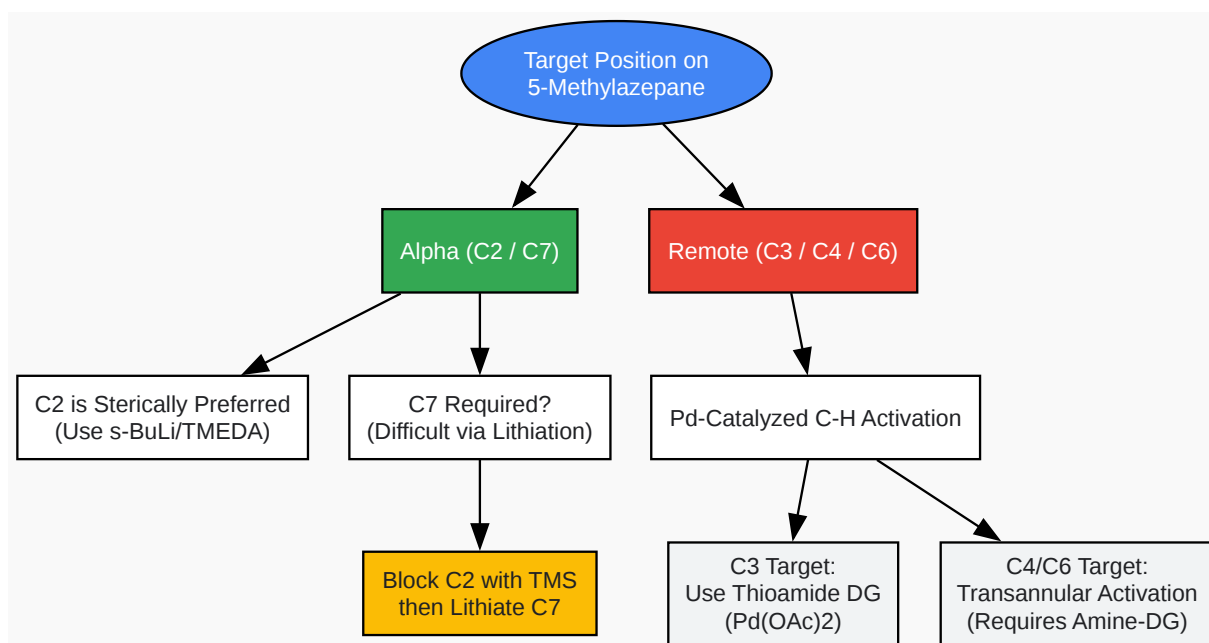 Target Position on
5-Methylazepane
Alpha (C2 / C7)
Remote (C3 / C4 / C6)
C2 is Sterically Preferred
(Use s-BuLi/TMEDA)
C7 Required?
(Difficult via Lithiation)
Pd-Catalyzed C-H Activation
Block C2 with TMS
then Lithiate C7
C3 Target:
Use Thioamide DG
(Pd(OAc)2)
C4/C6 Target:
Transannular Activation
(Requires Amine-DG)